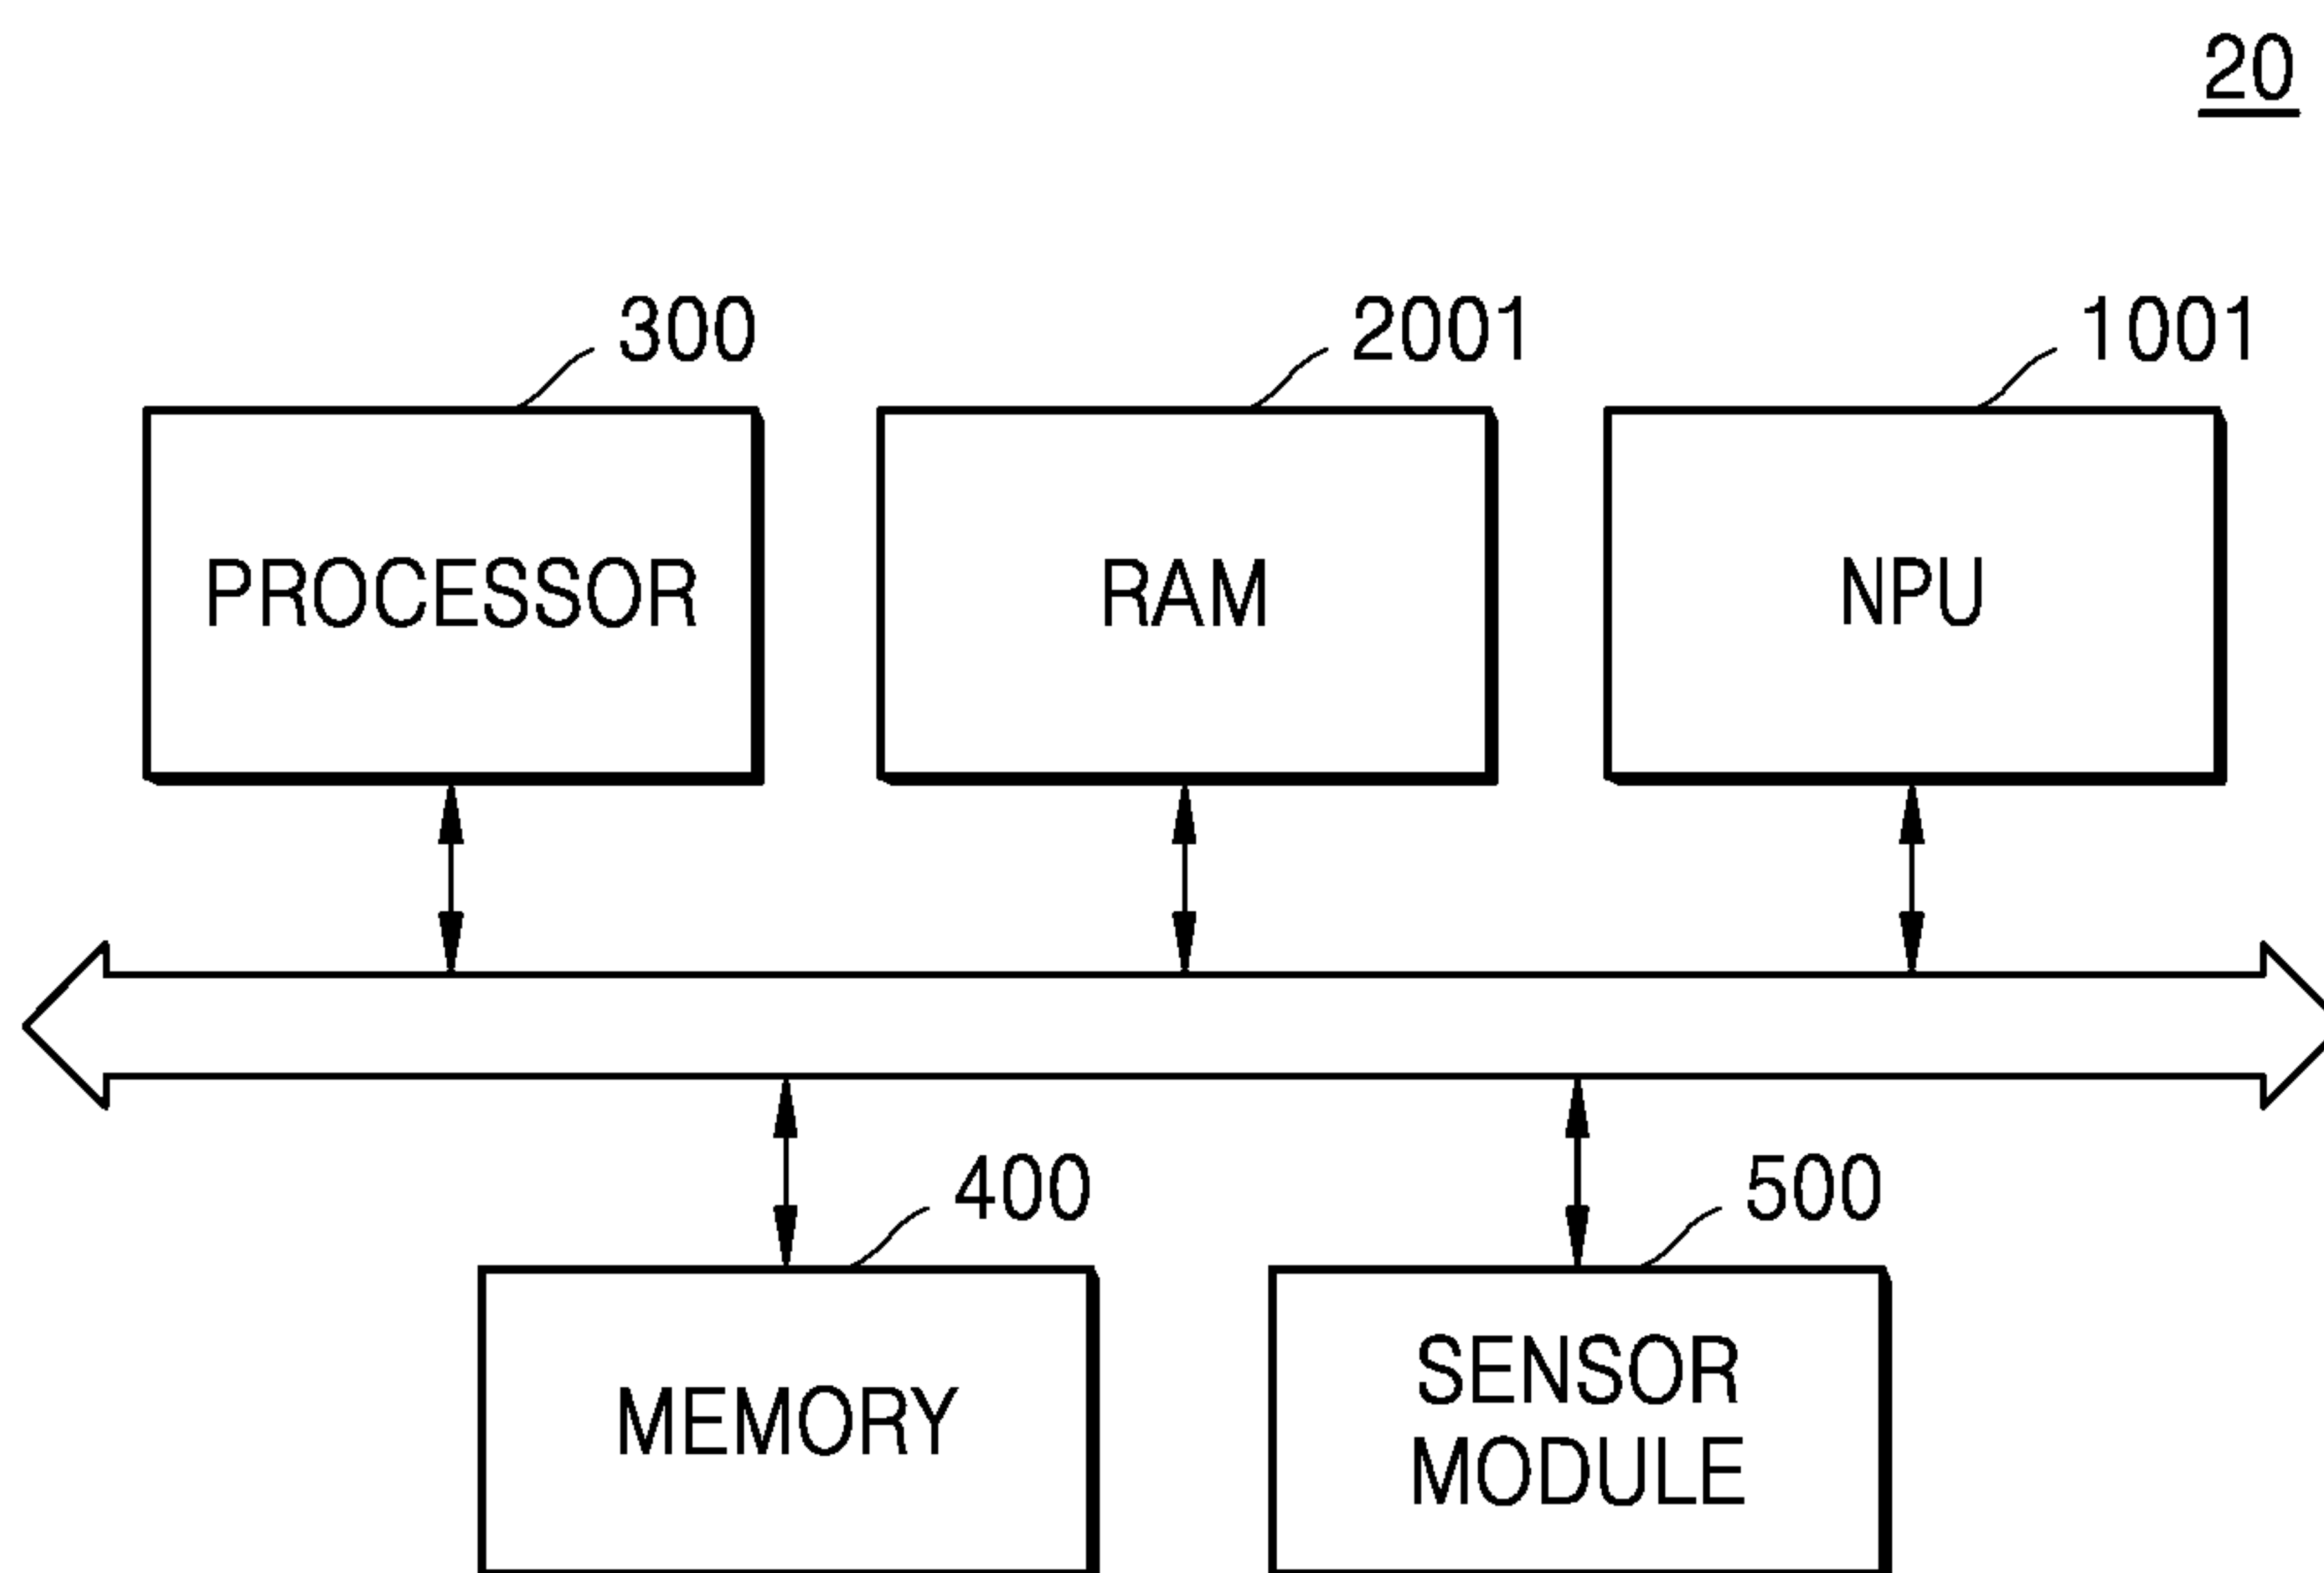 20
300
2001
1001
PROCESSOR
RAM
NPU
400
500
MEMORY
SENSOR
MODULE